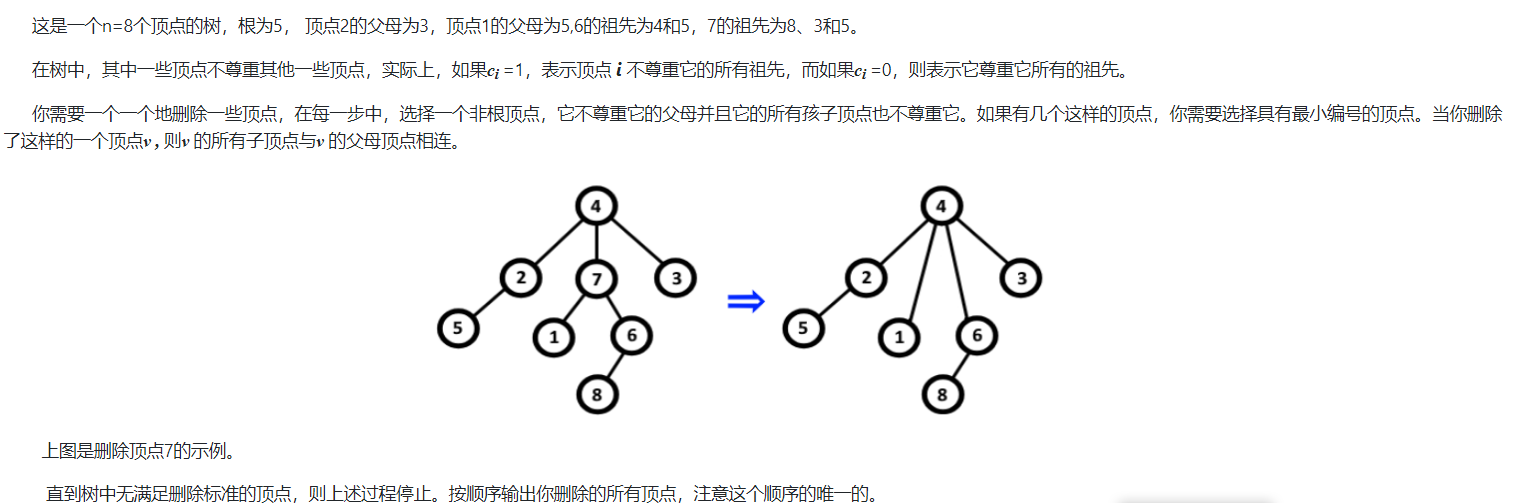 这是一个n=8个顶点的树，根为5， 顶点2的父母为3，顶点1的父母为5,6的祖先为4和5，7的祖先为8、3和5。
在树中，其中一些顶点不尊重其他一些顶点，实际上，如果ci =1，表示顶点 i 不尊重它的所有祖先，而如果ci =0，则表示它尊重它所有的祖先。
你需要一个一个地删除一些顶点，在每一步中，选择一个非根顶点，它不尊重它的父母并且它的所有孩子顶点也不尊重它。如果有几个这样的顶点，你需要选择具有最小编号的顶点。当你删除
了这样的一个顶点v , 则v 的所有子顶点与v 的父母顶点相连。
4 4
2 7 3 2 3
5 1 6 5 1 6
8 8
上图是删除顶点7的示例。
直到树中无满足删除标准的顶点，则上述过程停止。按顺序输出你删除的所有顶点，注意这个顺序的唯一的。